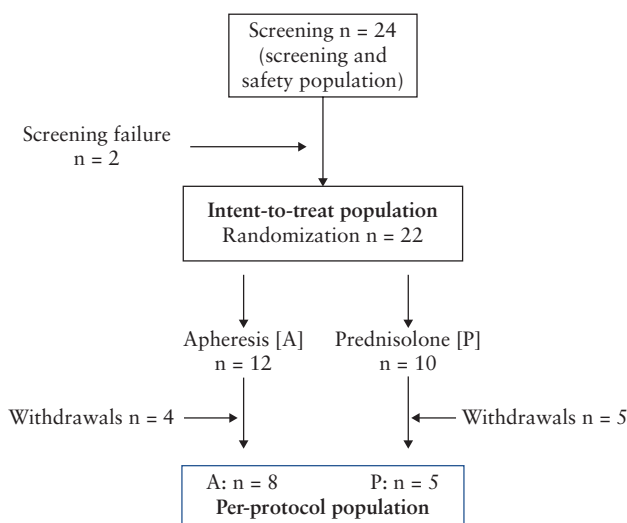 Screening n = 24
(screening and
safety population)
Screening failure
n = 2
Intent-to-treat population
Randomization n = 22
Apheresis [A]
n = 12
Prednisolone [P]
n = 10
Withdrawals n = 4
Withdrawals n = 5
A: n = 8 P: n = 5
Per-protocol population